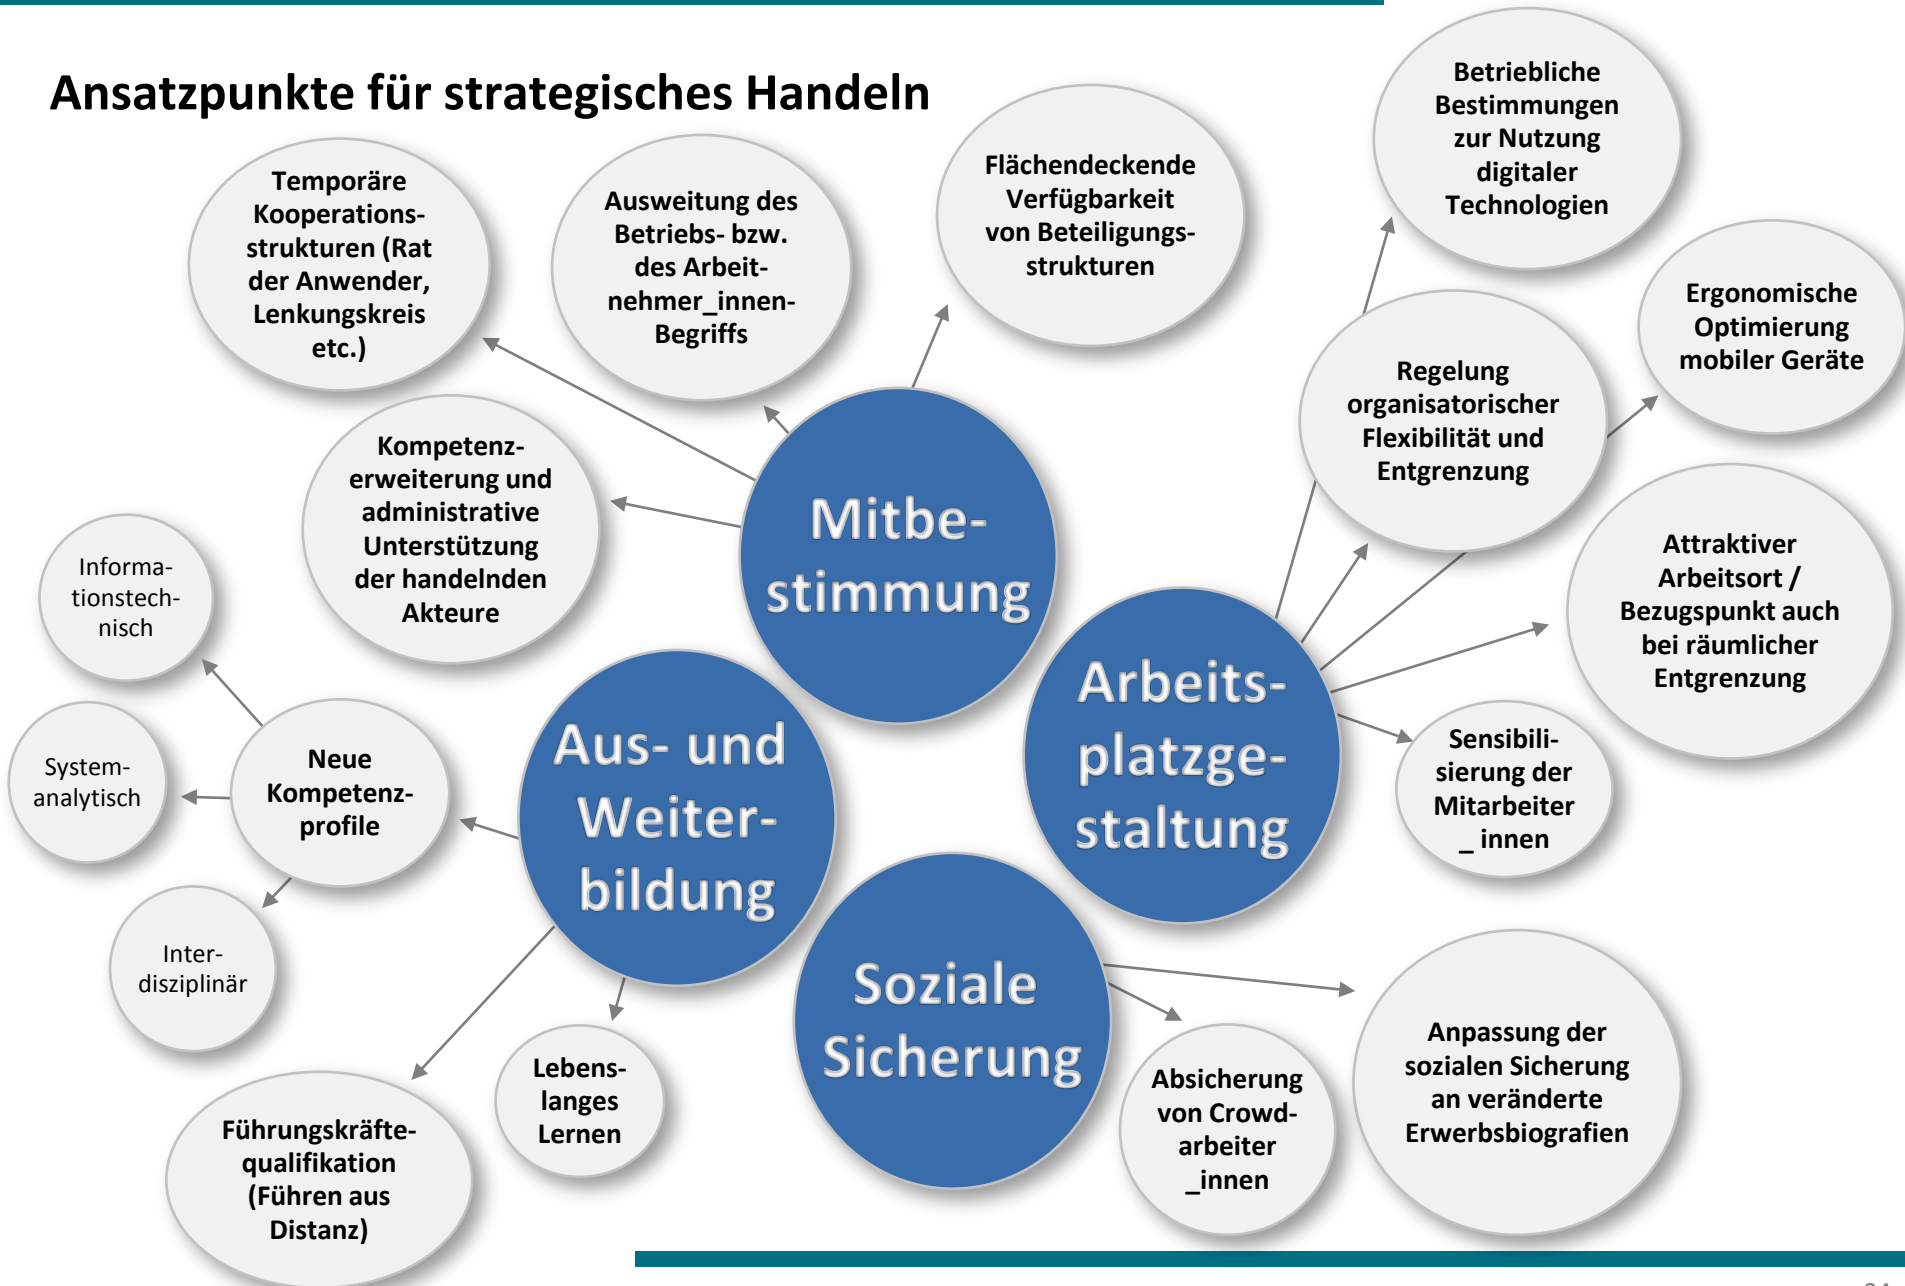 Ansatzpunkte für strategisches Handeln
Temporäre
Kooperations-
strukturen (Rat
der Anwender,
Lenkungskreis
etc.)
Ausweitung des
Betriebs- bzw.
des Arbeit-
nehmer_innen-
Begriffs
Flächendeckende
Verfügbarkeit
von Beteiligungs-
strukturen
Betriebliche
Bestimmungen
zur Nutzung
digitaler
Technologien
Ergonomische
Optimierung
mobiler Geräte
Regelung
organisatorischer
Flexibilität und
Entgrenzung
Kompetenz-
erweiterung und
administrative
Unterstützung
der handelnden
Akteure
Mitbe-
stimmung
Attraktiver
Arbeitsort /
Bezugspunkt auch
bei räumlicher
Entgrenzung
Informa-
tionstech-
nisch
Arbeits-
platzge-
staltung
Aus- und
Weiter-
bildung
Neue
Kompetenz-
profile
System-
analytisch
Sensibili-
sierung der
Mitarbeiter
_ innen
Inter-
disziplinär
Soziale
Sicherung
Lebens-
langes
Lernen
Führungskräfte-
qualifikation
(Führen aus
Distanz)
Absicherung
von Crowd-
arbeiter
_innen
Anpassung der
sozialen Sicherung
an veränderte
Erwerbsbiografien